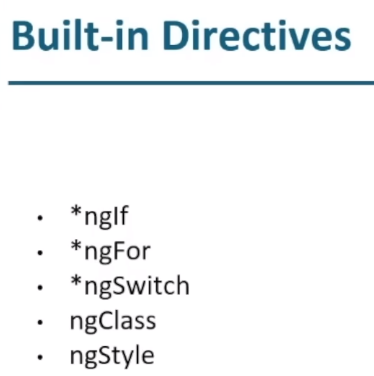 Built-in Directives
• *ngIf
• *ngFor
• *ngSwitch
• ngClass
• ngStyle